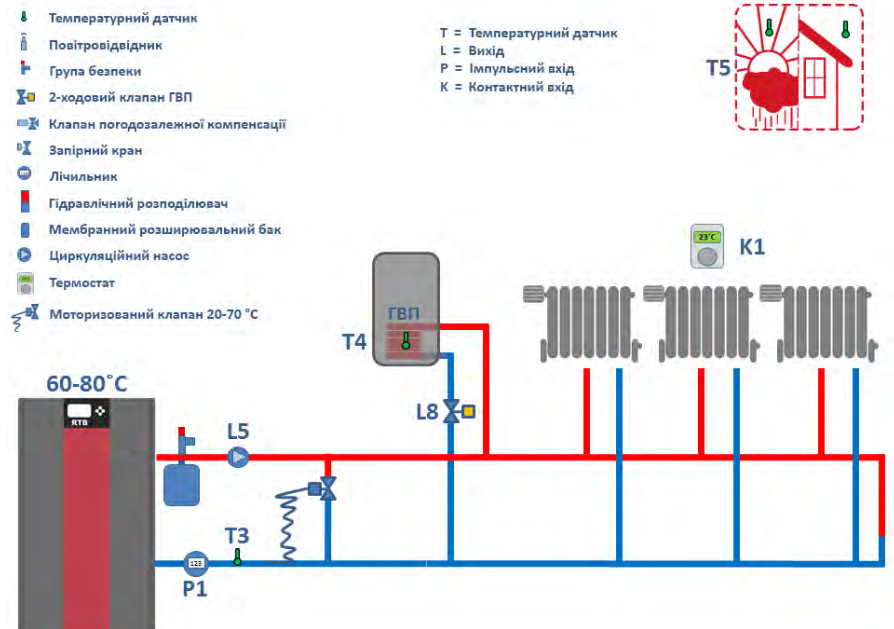 Температурний датчик
Повітровідвідник
Група безпеки
2-ходовий клапан ГВП
Клапан погодозалежної компенсації
Запірний кран
Лічильник
Гідравлічний розподілювач
Мембранний розширювальний бак
Циркуляційний насос
Термостат
Моторизований клапан 20-70 °C
T = Температурний датчик
L = Вихід
P = Імпульсний вхід
K = Контактний вхід
T5
23°C
K1
ГВП
T4
60-80°C
RTB
L5
L8
T3
123
P1